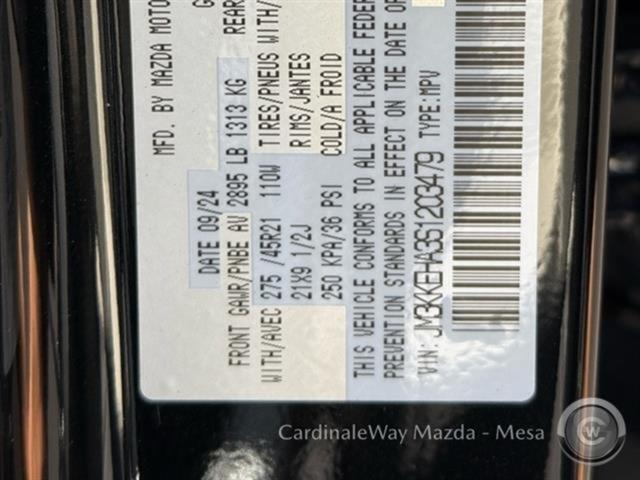 MFD. BY MAZDA MOTO
DATE 09/24 G
FRONT GAWR/PNBE AV 2895 LB 1313 KG REAR
WITH/AVEC 275 /45R21 110W TIRES/PNEUS WITH/
21X9 1/2J RIMS/JANTES
250 KPA/36 PSI COLD/A FROID
THIS VEHICLE CONFORMS TO ALL APPLICABLE FEDER
PREVENTION STANDARDS IN EFFECT ON THE DATE OF
VIN: JM3KKEHA3S1203479 TYPE: MPV
CardinaleWay Mazda - Mesa
CW